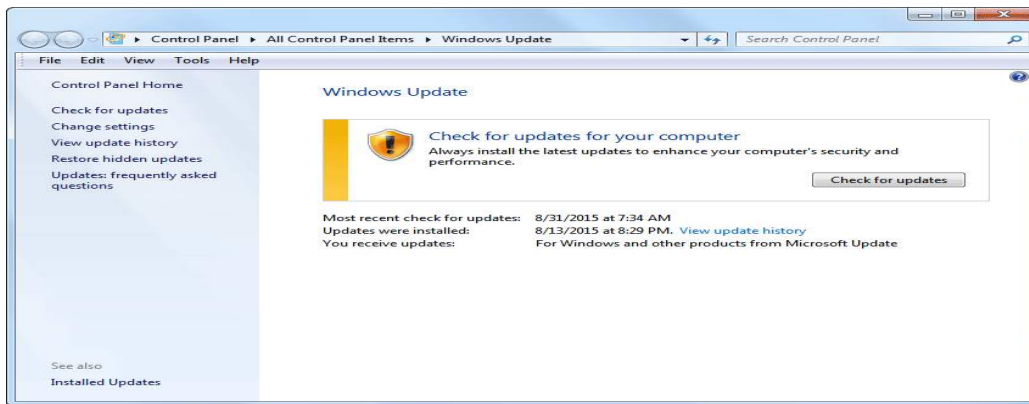 Control Panel ▸ All Control Panel Items ▸ Windows Update
Search Control Panel
File Edit View Tools Help
Control Panel Home
Check for updates
Change settings
View update history
Restore hidden updates
Updates: frequently asked
questions
See also
Installed Updates
Windows Update
Check for updates for your computer
Always install the latest updates to enhance your computer's security and
performance.
Check for updates
Most recent check for updates: 8/31/2015 at 7:34 AM
Updates were installed: 8/13/2015 at 8:29 PM. View update history
You receive updates: For Windows and other products from Microsoft Update